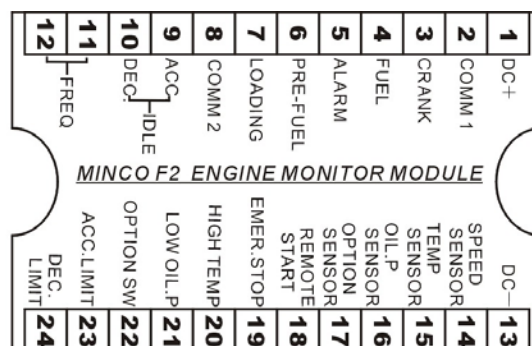 12 11 10 9 8 7 6 5 4 3 2 1
FREQ
DEC.
ACC.
IDLE
COMM 2
LOADING
PRE-FUEL
ALARM
FUEL
CRANK
COMM 1
DC+
MINCO F2 ENGINE MONITOR MODULE
DEC.
LIMIT
ACC.LIMIT
OPTION SW
LOW OIL.P
HIGH TEMP
EMER.STOP
REMOTE
START
OPTION
SENSOR
OIL.P
SENSOR
TEMP
SENSOR
SPEED
SENSOR
DC—
24 23 22 21 20 19 18 17 16 15 14 13